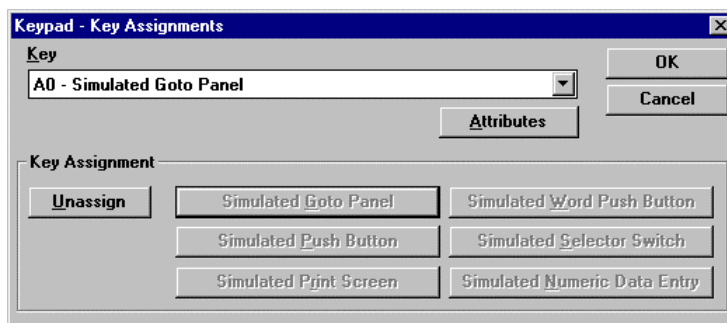 Keypad - Key Assignments
Key
OK
A0 - Simulated Goto Panel
Cancel
Attributes
Key Assignment
Unassign
Simulated Goto Panel
Simulated Word Push Button
Simulated Push Button
Simulated Selector Switch
Simulated Print Screen
Simulated Numeric Data Entry